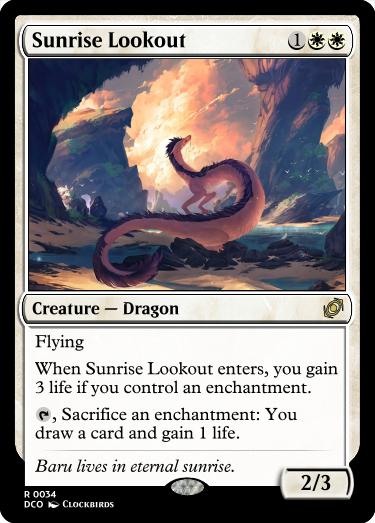 Sunrise Lookout 1
Creature — Dragon
Flying
When Sunrise Lookout enters, you gain
3 life if you control an enchantment.
, Sacrifice an enchantment: You
draw a card and gain 1 life.
Baru lives in eternal sunrise.
2/3
R 0034
DCO Clockbirds